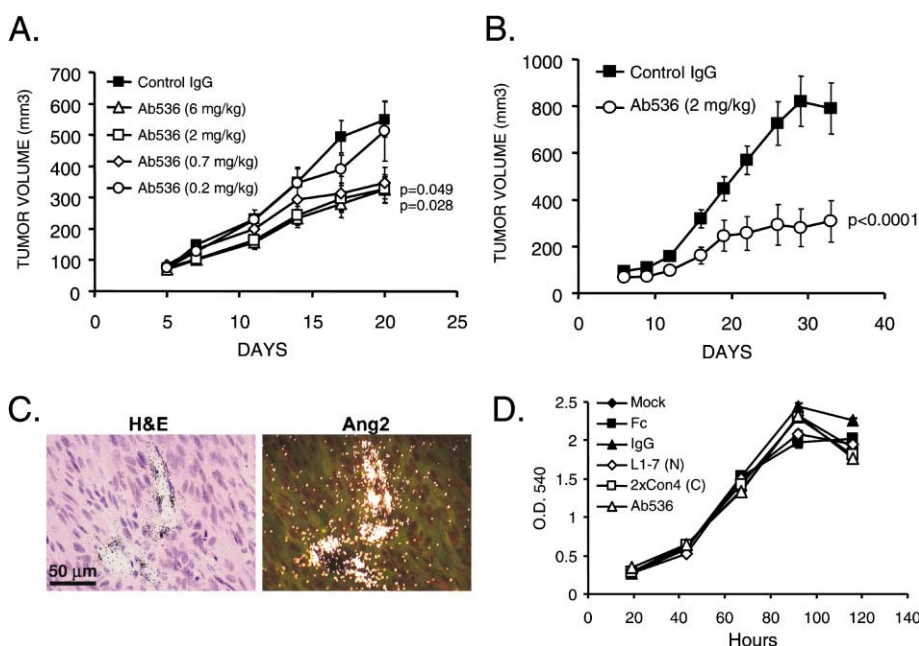 A.
TUMOR VOLUME (mm3)
700
600
500
400
300
200
100
0
Control IgG
Ab536 (6 mg/kg)
Ab536 (2 mg/kg)
Ab536 (0.7 mg/kg)
Ab536 (0.2 mg/kg)
p=0.049
p=0.028
0 5 10 15 20 25
DAYS
B.
TUMOR VOLUME (mm3)
1000
800
600
400
200
0
Control IgG
Ab536 (2 mg/kg)
p<0.0001
0 10 20 30 40
DAYS
C.
H&E
Ang2
50 µm
D.
O.D. 540
2.5
2
1.5
1
0.5
0
Mock
Fc
IgG
L1-7 (N)
2xCon4 (C)
Ab536
0 20 40 60 80 100 120 140
Hours